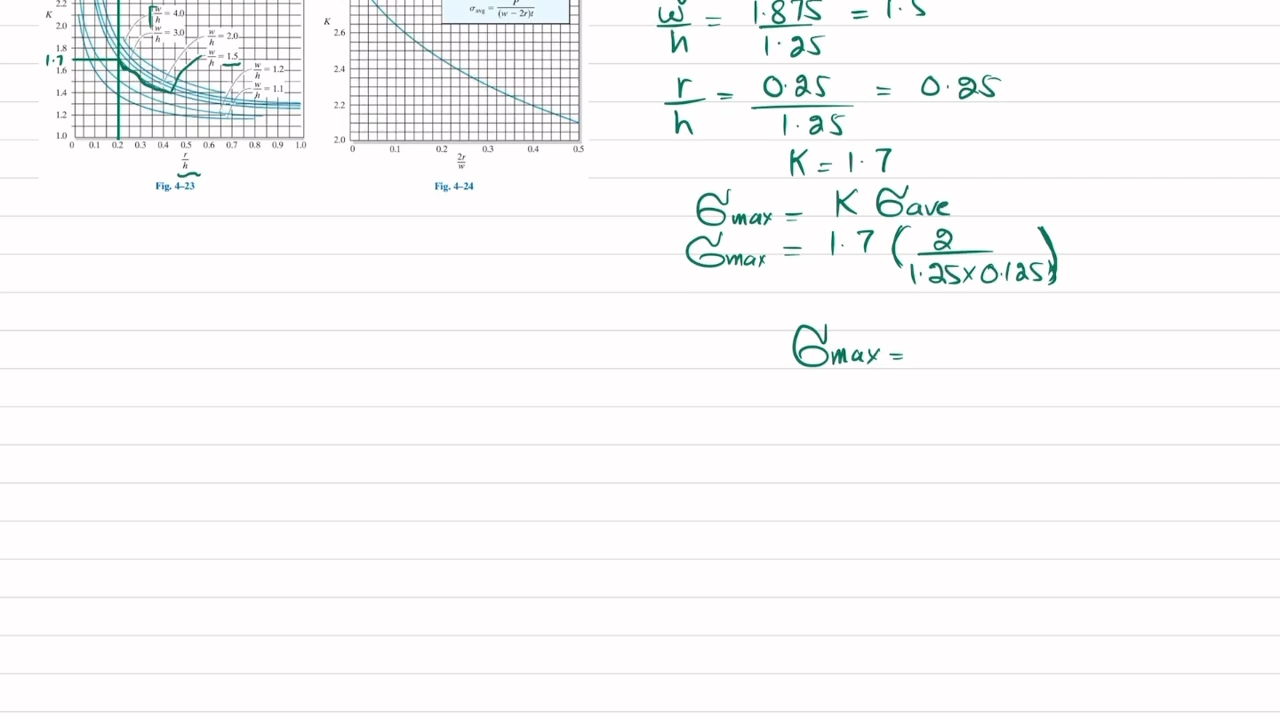 2.2
K
2.0
1.8
1.7
1.6
1.4
1.2
1.0
0 0.1 0.2 0.3 0.4 0.5 0.6 0.7 0.8 0.9 1.0
w/h = 4.0
w/h = 3.0
w/h = 2.0
w/h = 1.5
w/h = 1.2
w/h = 1.1
r/h
Fig. 4–23
σavg = P/(w − 2r)t
K
2.6
2.4
2.2
2.0
0 0.1 0.2 0.3 0.4 0.5
2r/w
Fig. 4–24
w/h = 1.875/1.25 = 1.5
r/h = 0.25/1.25 = 0.25
K = 1.7
σmax = K σave
σmax = 1.7 (2/1.25×0.125)
σmax =